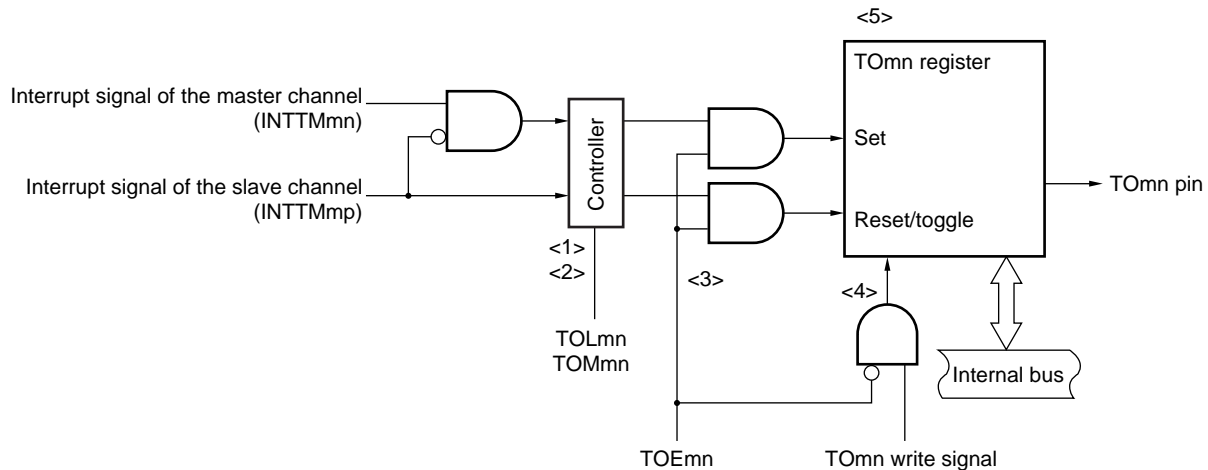 <5>
TOmn register
Interrupt signal of the master channel
(INTTMmn)
Controller
Set
Interrupt signal of the slave channel
(INTTMmp)
TOmn pin
Reset/toggle
<1>
<2>
<3>
<4>
TOLmn
TOMmn
Internal bus
TOEmn
TOmn write signal